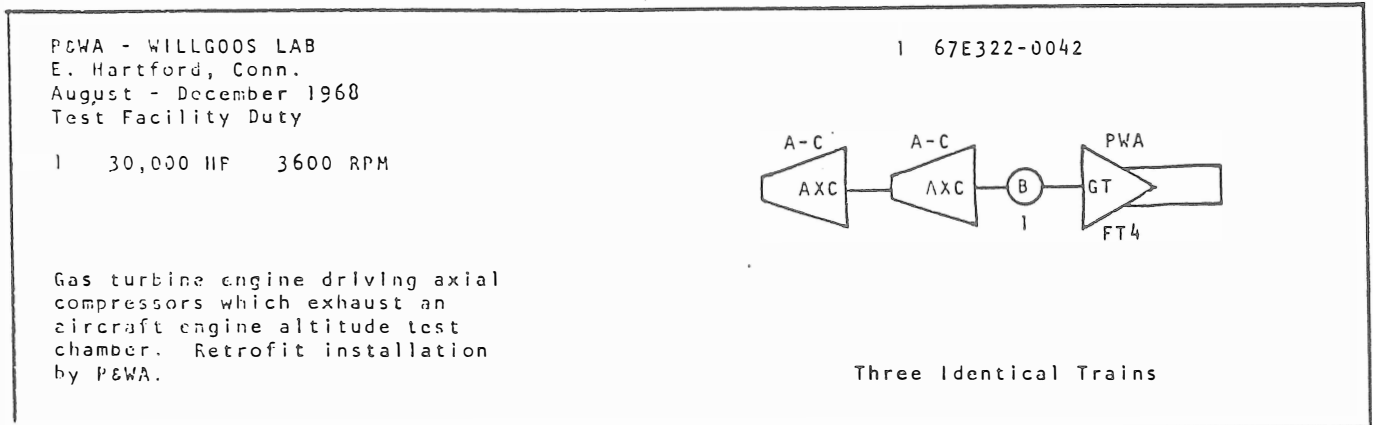 P&WA - WILLGOOS LAB
E. Hartford, Conn.
August - December 1968
Test Facility Duty
1 30,000 HP 3600 RPM
Gas turbine engine driving axial
compressors which exhaust an
aircraft engine altitude test
chamber. Retrofit installation
by P&WA.
1 67E322-0042
A-C A-C PWA
AXC AXC B GT
1 FT4
Three Identical Trains